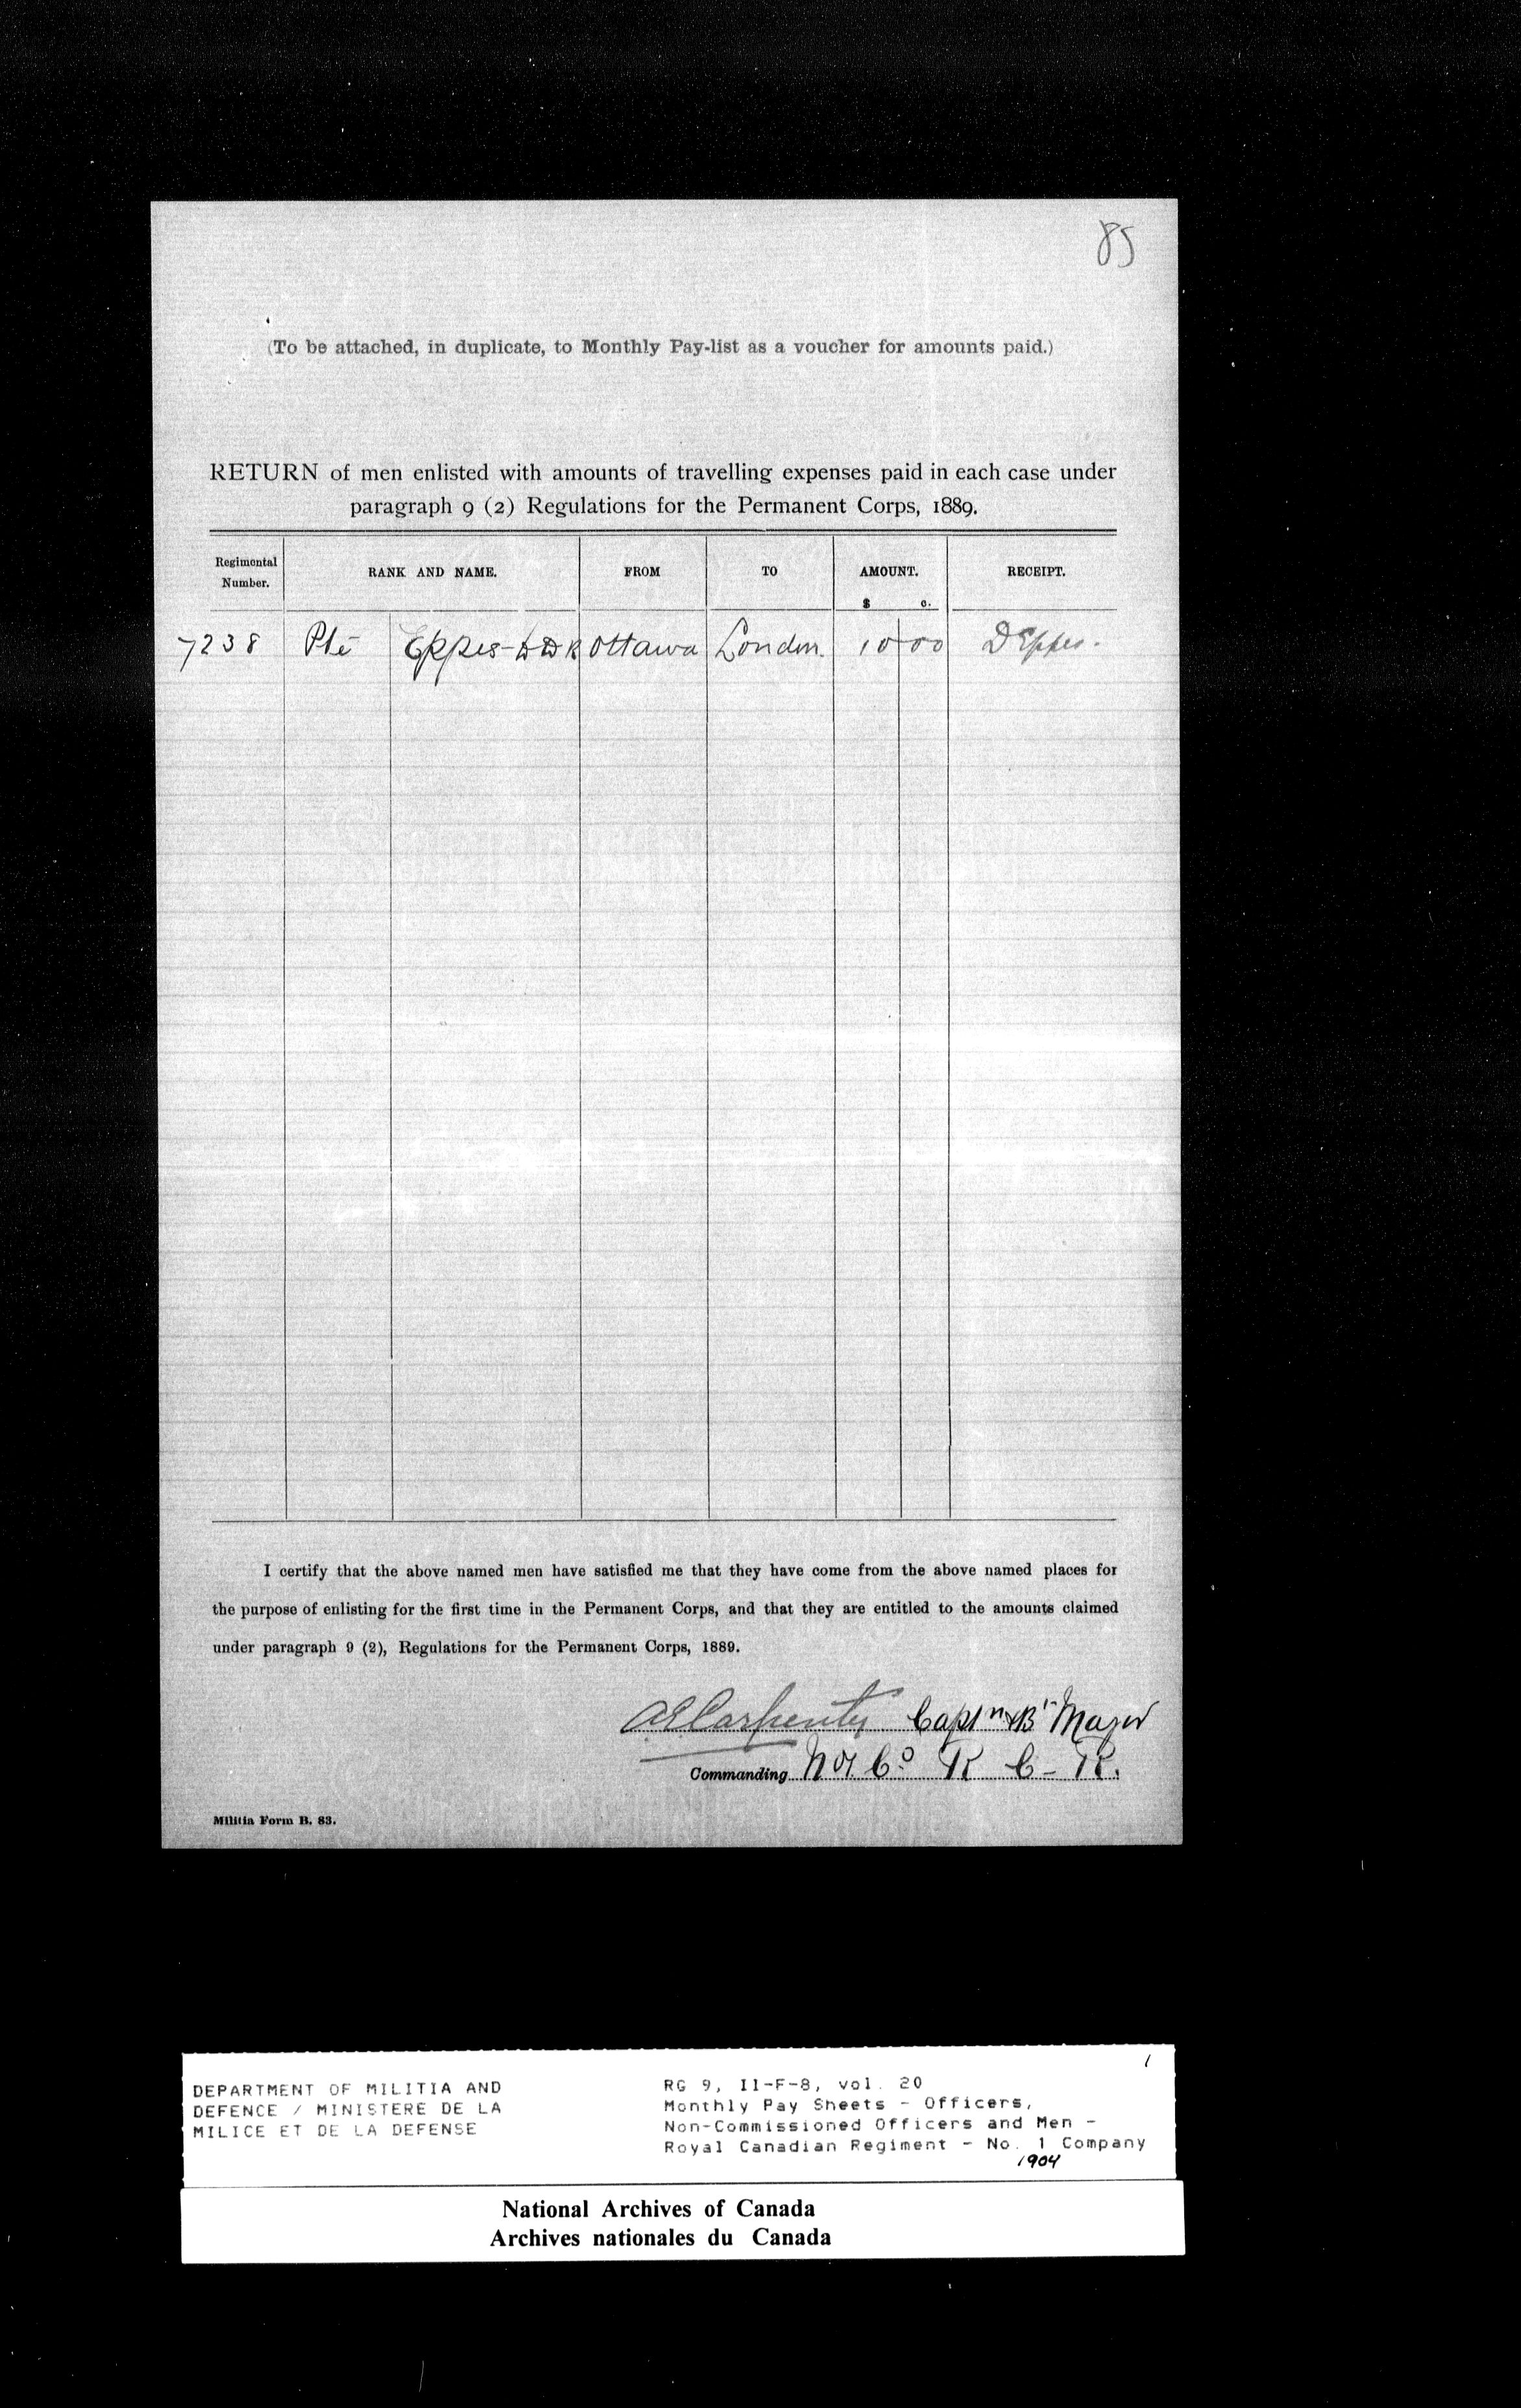 85
(To be attached, in duplicate, to Monthly Pay-list as a voucher for amounts paid.)
RETURN of men enlisted with amounts of travelling expenses paid in each case under
paragraph 9 (2) Regulations for the Permanent Corps, 1889.
Regimental Number. RANK AND NAME. FROM TO AMOUNT. RECEIPT.
$ c.
7238 Pte Eppes Ottawa London. 10 00 D Eppes.
I certify that the above named men have satisfied me that they have come from the above named places for
the purpose of enlisting for the first time in the Permanent Corps, and that they are entitled to the amounts claimed
under paragraph 9 (2), Regulations for the Permanent Corps, 1889.
AE Carpenter Captn & Bt Major
Commanding No 1 Co R C R.
Militia Form B. 83.
1
DEPARTMENT OF MILITIA AND
DEFENCE / MINISTERE DE LA
MILICE ET DE LA DEFENSE
RG 9, II-F-8, vol. 20
Monthly Pay Sheets - Officers,
Non-Commissioned Officers and Men -
Royal Canadian Regiment - No. 1 Company
1904
National Archives of Canada
Archives nationales du Canada